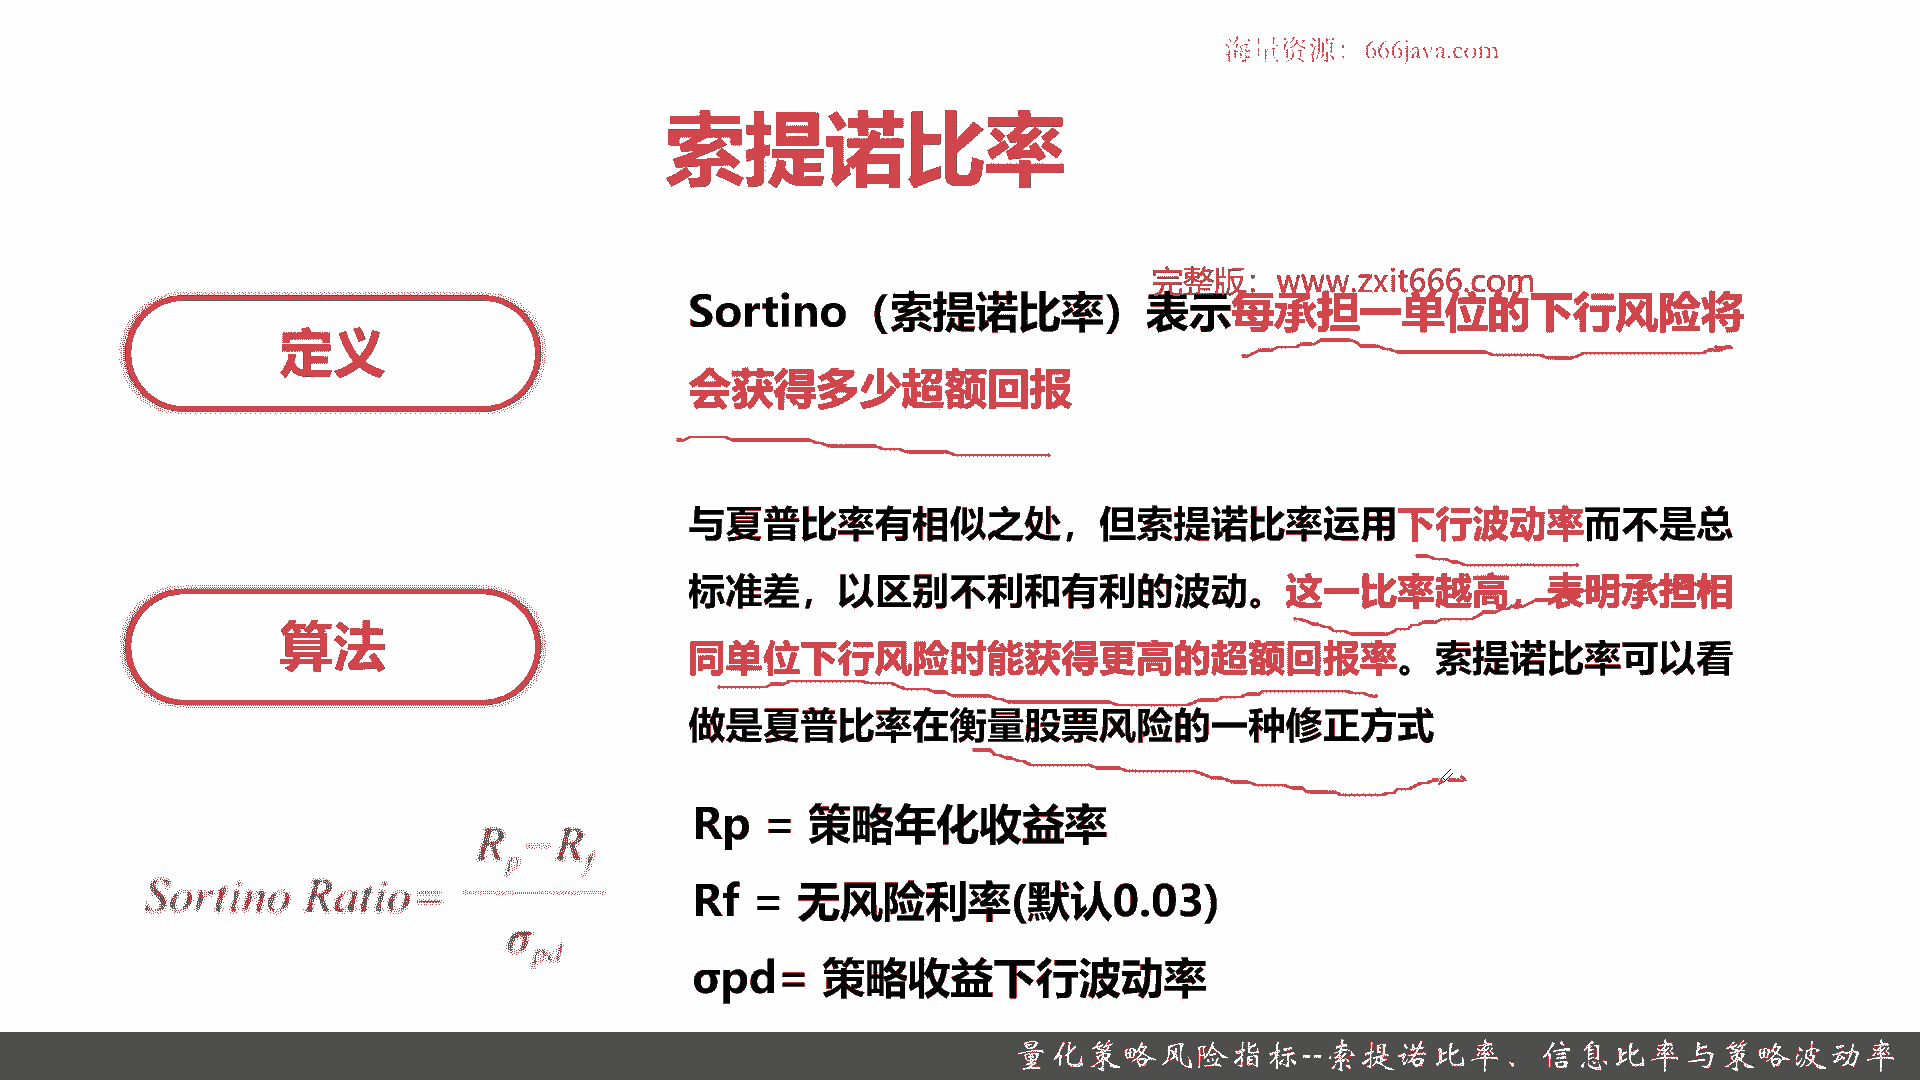 海量资源：666java.com
索提诺比率
完整版：www.zxit666.com
定义
Sortino（索提诺比率）表示每承担一单位的下行风险将
会获得多少超额回报
算法
与夏普比率有相似之处，但索提诺比率运用下行波动率而不是总
标准差，以区别不利和有利的波动。这一比率越高，表明承担相
同单位下行风险时能获得更高的超额回报率。索提诺比率可以看
做是夏普比率在衡量股票风险的一种修正方式
Sortino Ratio= (Rp−Rf) / σpd
Rp = 策略年化收益率
Rf = 无风险利率(默认0.03)
σpd= 策略收益下行波动率
量化策略风险指标--索提诺比率、信息比率与策略波动率